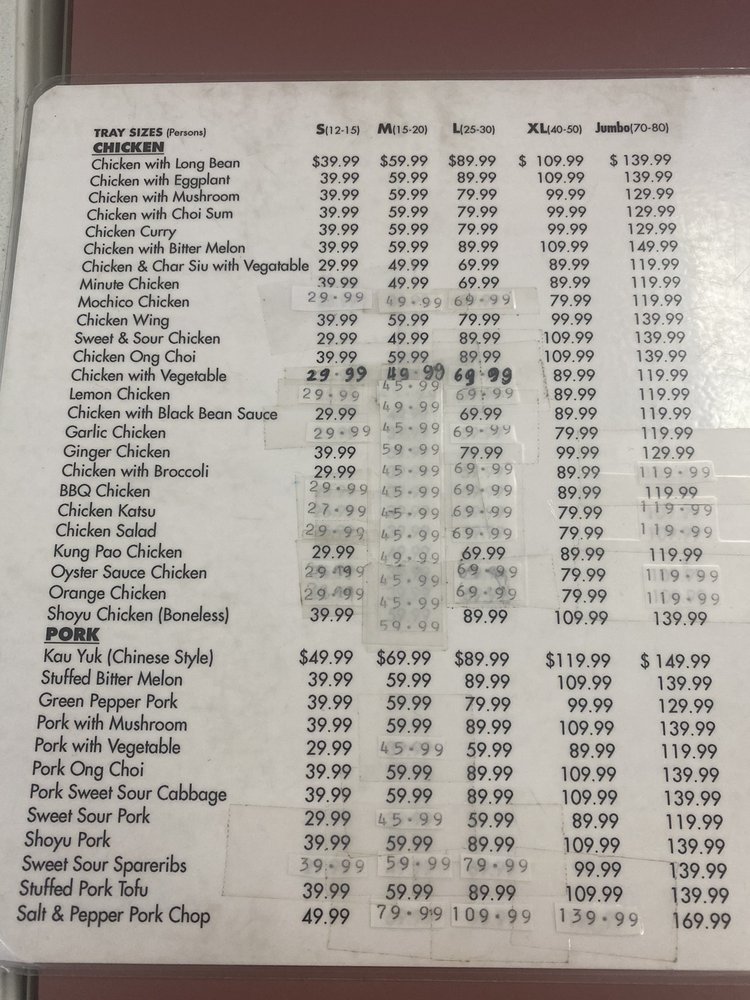 TRAY SIZES (Persons) S(12-15) M(15-20) L(25-30) XL(40-50) Jumbo(70-80)
CHICKEN
Chicken with Long Bean $39.99 $59.99 $89.99 $ 109.99 $ 139.99
Chicken with Eggplant 39.99 59.99 89.99 109.99 139.99
Chicken with Mushroom 39.99 59.99 79.99 99.99 129.99
Chicken with Choi Sum 39.99 59.99 79.99 99.99 129.99
Chicken Curry 39.99 59.99 79.99 99.99 129.99
Chicken with Bitter Melon 39.99 59.99 89.99 109.99 149.99
Chicken & Char Siu with Vegatable 29.99 49.99 69.99 89.99 119.99
Minute Chicken 39.99 49.99 69.99 89.99 119.99
Mochico Chicken 29.99 49.99 69.99 79.99 119.99
Chicken Wing 39.99 59.99 79.99 99.99 139.99
Sweet & Sour Chicken 29.99 49.99 89.99 109.99 139.99
Chicken Ong Choi 39.99 59.99 89.99 109.99 139.99
Chicken with Vegetable 29.99 49.99 69.99 89.99 119.99
Lemon Chicken 29.99 45.99 69.99 89.99 119.99
Chicken with Black Bean Sauce 29.99 49.99 69.99 89.99 119.99
Garlic Chicken 29.99 45.99 69.99 79.99 119.99
Ginger Chicken 39.99 59.99 79.99 99.99 129.99
Chicken with Broccoli 29.99 45.99 69.99 89.99 119.99
BBQ Chicken 29.99 45.99 69.99 89.99 119.99
Chicken Katsu 27.99 45.99 69.99 79.99 119.99
Chicken Salad 29.99 45.99 69.99 79.99 119.99
Kung Pao Chicken 29.99 49.99 69.99 89.99 119.99
Oyster Sauce Chicken 29.99 45.99 69.99 79.99 119.99
Orange Chicken 29.99 45.99 69.99 79.99 119.99
Shoyu Chicken (Boneless) 39.99 59.99 89.99 109.99 139.99
PORK
Kau Yuk (Chinese Style) $49.99 $69.99 $89.99 $119.99 $ 149.99
Stuffed Bitter Melon 39.99 59.99 89.99 109.99 139.99
Green Pepper Pork 39.99 59.99 79.99 99.99 129.99
Pork with Mushroom 39.99 59.99 89.99 109.99 139.99
Pork with Vegetable 29.99 45.99 59.99 89.99 119.99
Pork Ong Choi 39.99 59.99 89.99 109.99 139.99
Pork Sweet Sour Cabbage 39.99 59.99 89.99 109.99 139.99
Sweet Sour Pork 29.99 45.99 59.99 89.99 119.99
Shoyu Pork 39.99 59.99 89.99 109.99 139.99
Sweet Sour Spareribs 39.99 59.99 79.99 99.99 139.99
Stuffed Pork Tofu 39.99 59.99 89.99 109.99 139.99
Salt & Pepper Pork Chop 49.99 79.99 109.99 139.99 169.99